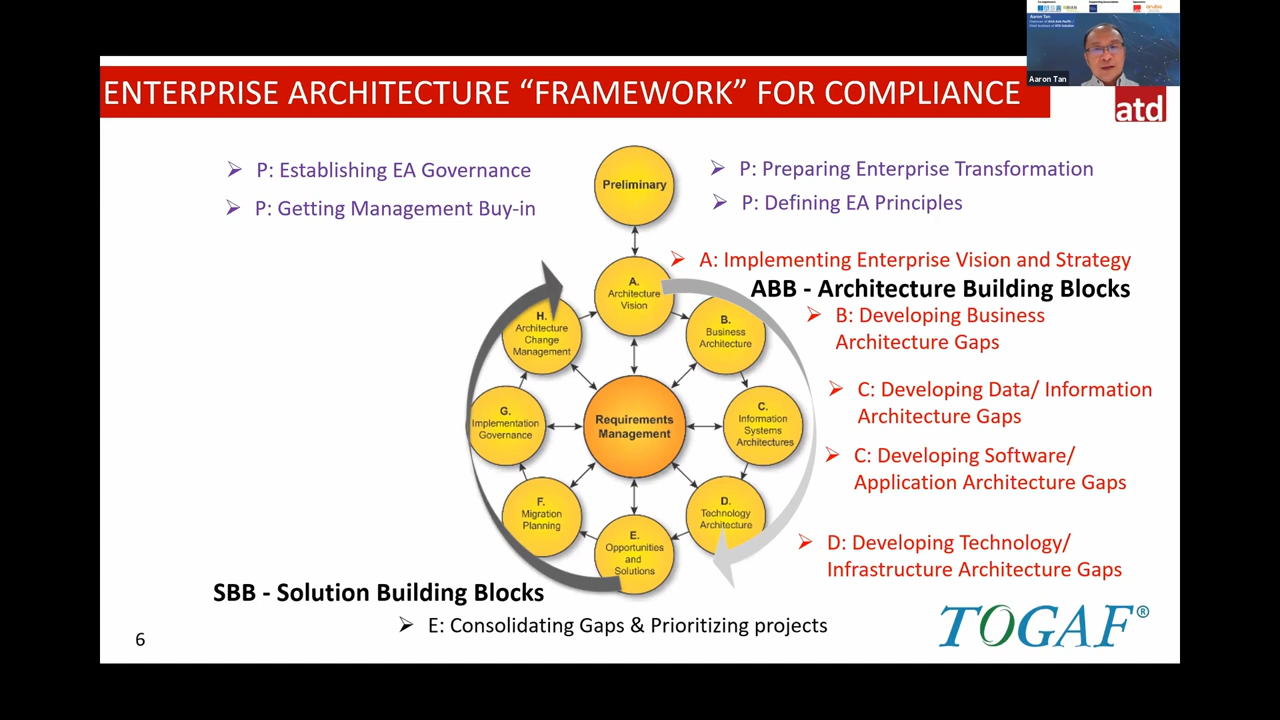 Aaron Tan
Aaron Tan
ENTERPRISE ARCHITECTURE “FRAMEWORK” FOR COMPLIANCE
atd
➢ P: Establishing EA Governance
➢ P: Getting Management Buy-in
➢ P: Preparing Enterprise Transformation
➢ P: Defining EA Principles
Preliminary
➢ A: Implementing Enterprise Vision and Strategy
ABB - Architecture Building Blocks
➢ B: Developing Business
Architecture Gaps
➢ C: Developing Data/ Information
Architecture Gaps
➢ C: Developing Software/
Application Architecture Gaps
➢ D: Developing Technology/
Infrastructure Architecture Gaps
A.
Architecture
Vision
B.
Business
Architecture
C.
Information
Systems
Architectures
D.
Technology
Architecture
E.
Opportunities
and
Solutions
F.
Migration
Planning
G.
Implementation
Governance
H.
Architecture
Change
Management
Requirements
Management
SBB - Solution Building Blocks
➢ E: Consolidating Gaps & Prioritizing projects
6
TOGAF®